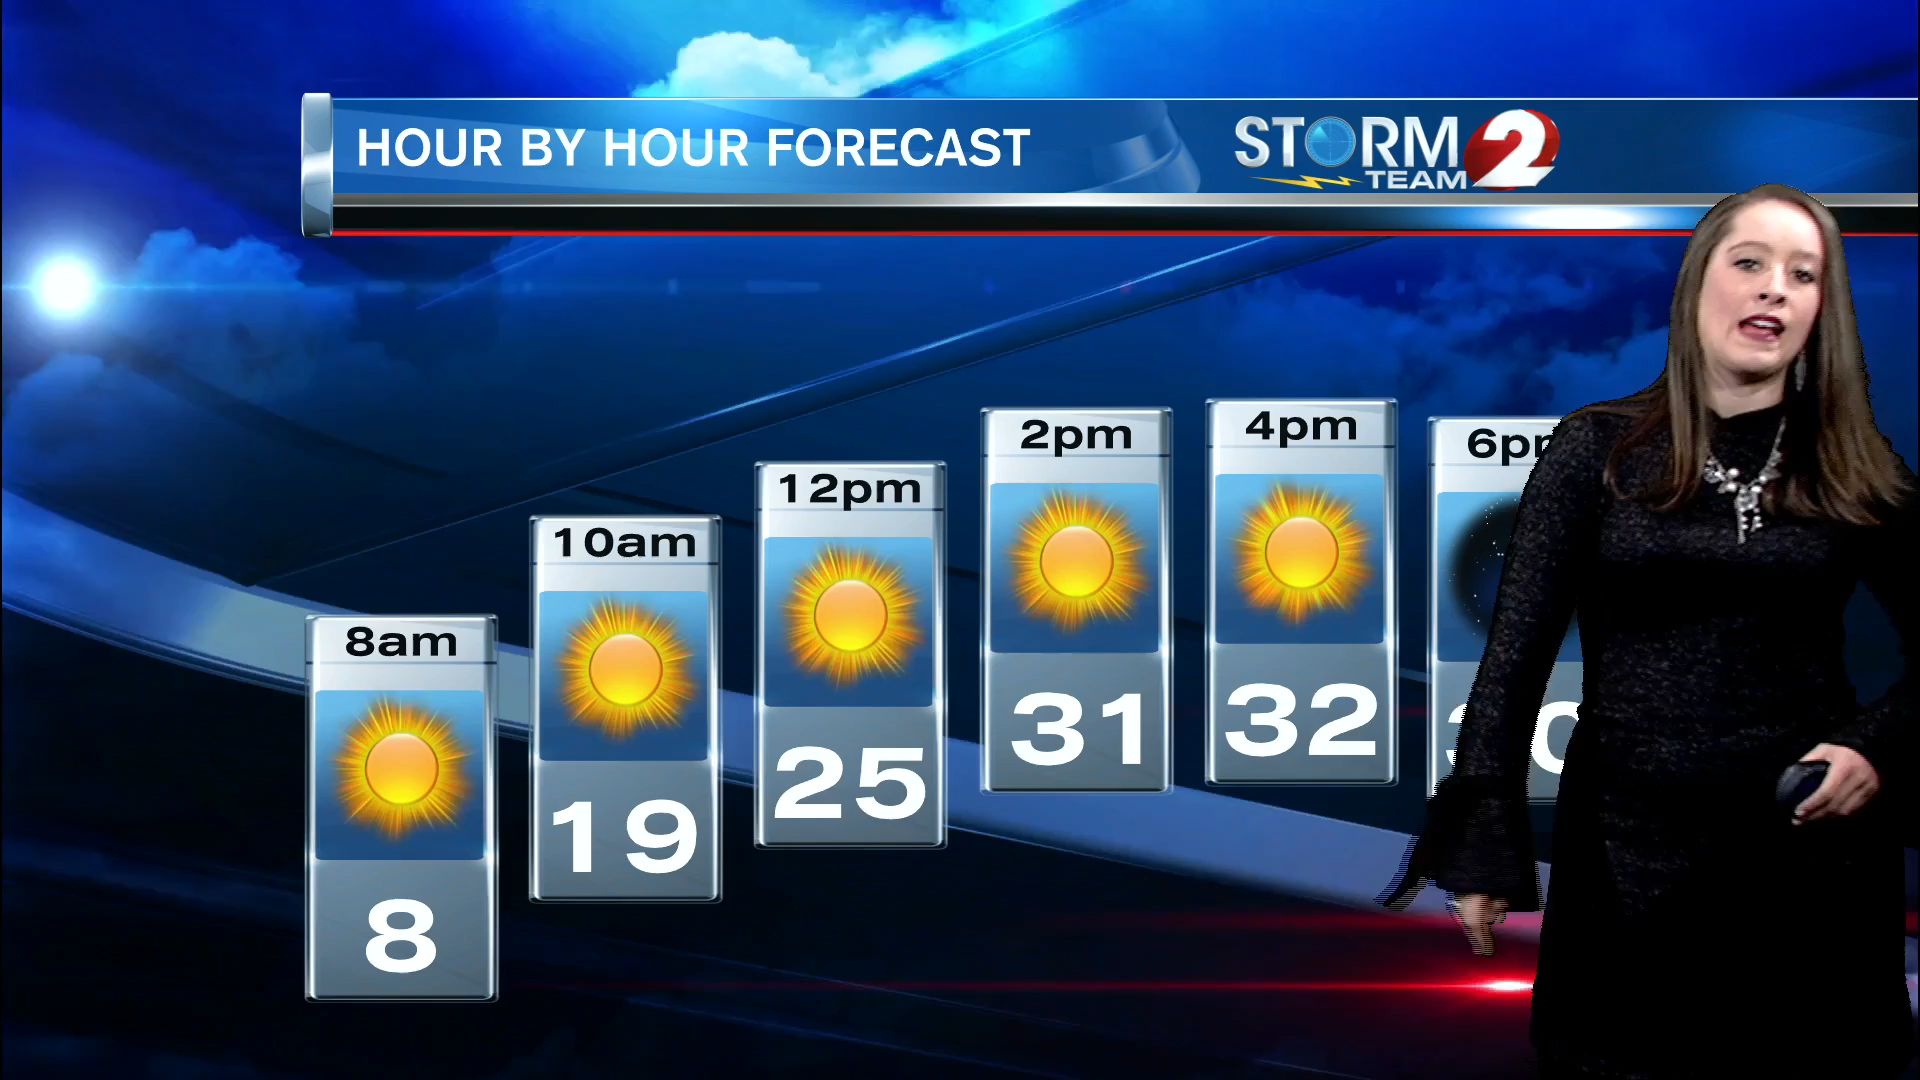 HOUR BY HOUR FORECAST
STORM
TEAM 2
8am
10am
12pm
2pm
4pm
8
19
25
31
32